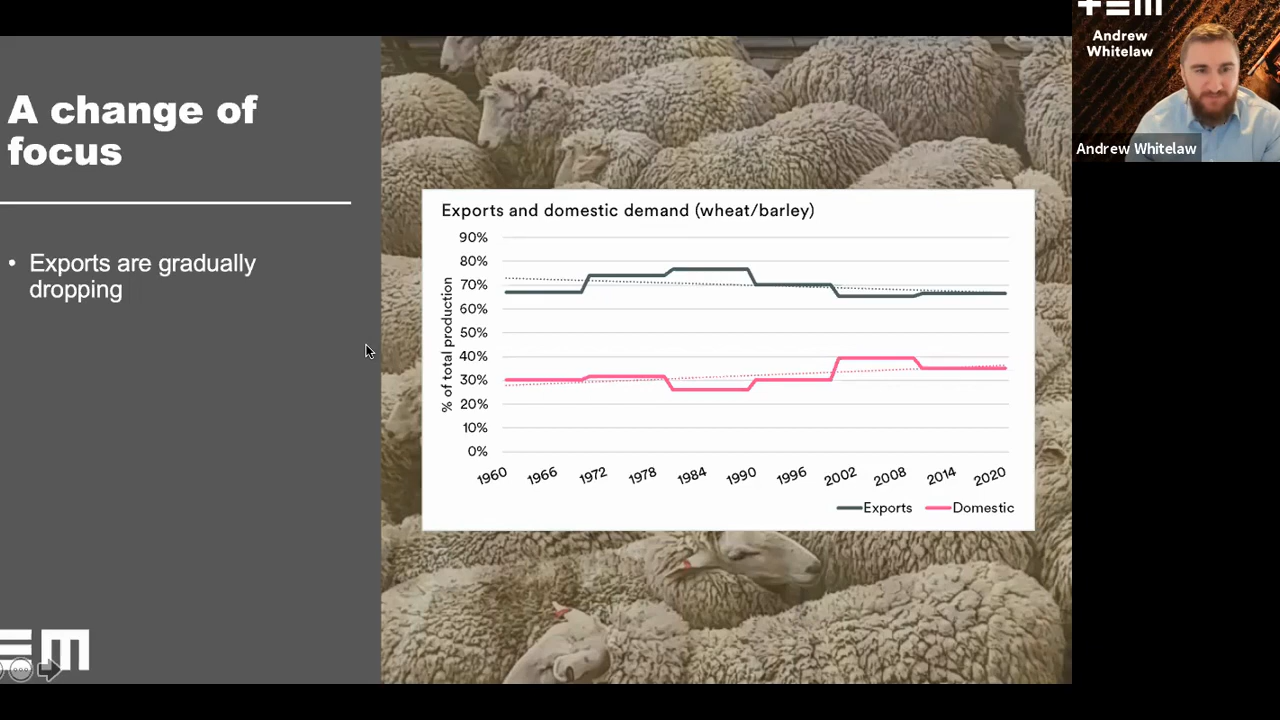 A change of
focus
• Exports are gradually
dropping
Exports and domestic demand (wheat/barley)
% of total production
90%
80%
70%
60%
50%
40%
30%
20%
10%
0%
1960 1966 1972 1978 1984 1990 1996 2002 2008 2014 2020
Exports Domestic
Andrew
Whitelaw
Andrew Whitelaw